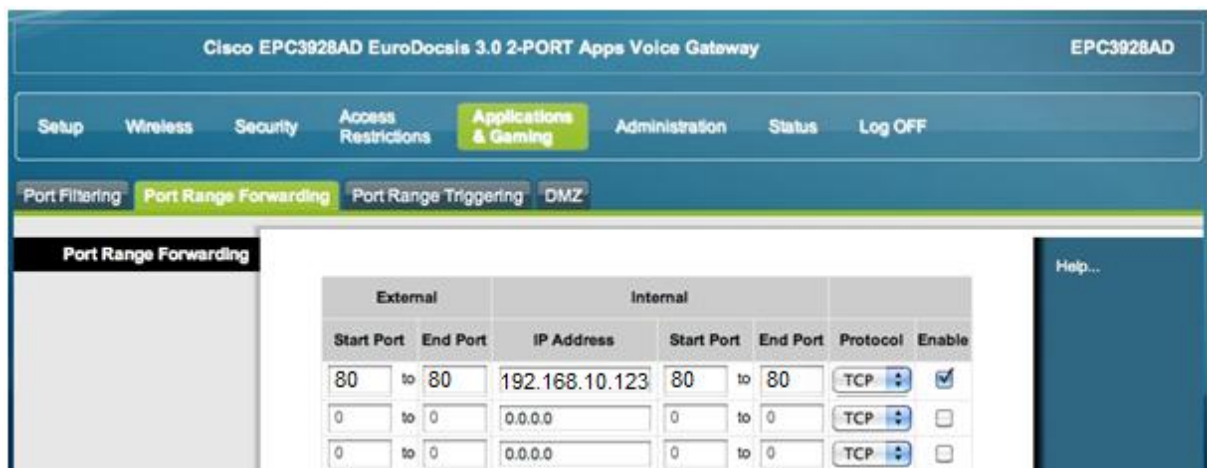 Cisco EPC3928AD EuroDocsis 3.0 2-PORT Apps Voice Gateway EPC3928AD
Setup Wireless Security Access Restrictions Applications & Gaming Administration Status Log OFF
Port Filtering Port Range Forwarding Port Range Triggering DMZ
Port Range Forwarding
Help...
External Internal
Start Port End Port IP Address Start Port End Port Protocol Enable
80 to 80 192.168.10.123 80 to 80 TCP
0 to 0 0.0.0.0 0 to 0 TCP
0 to 0 0.0.0.0 0 to 0 TCP